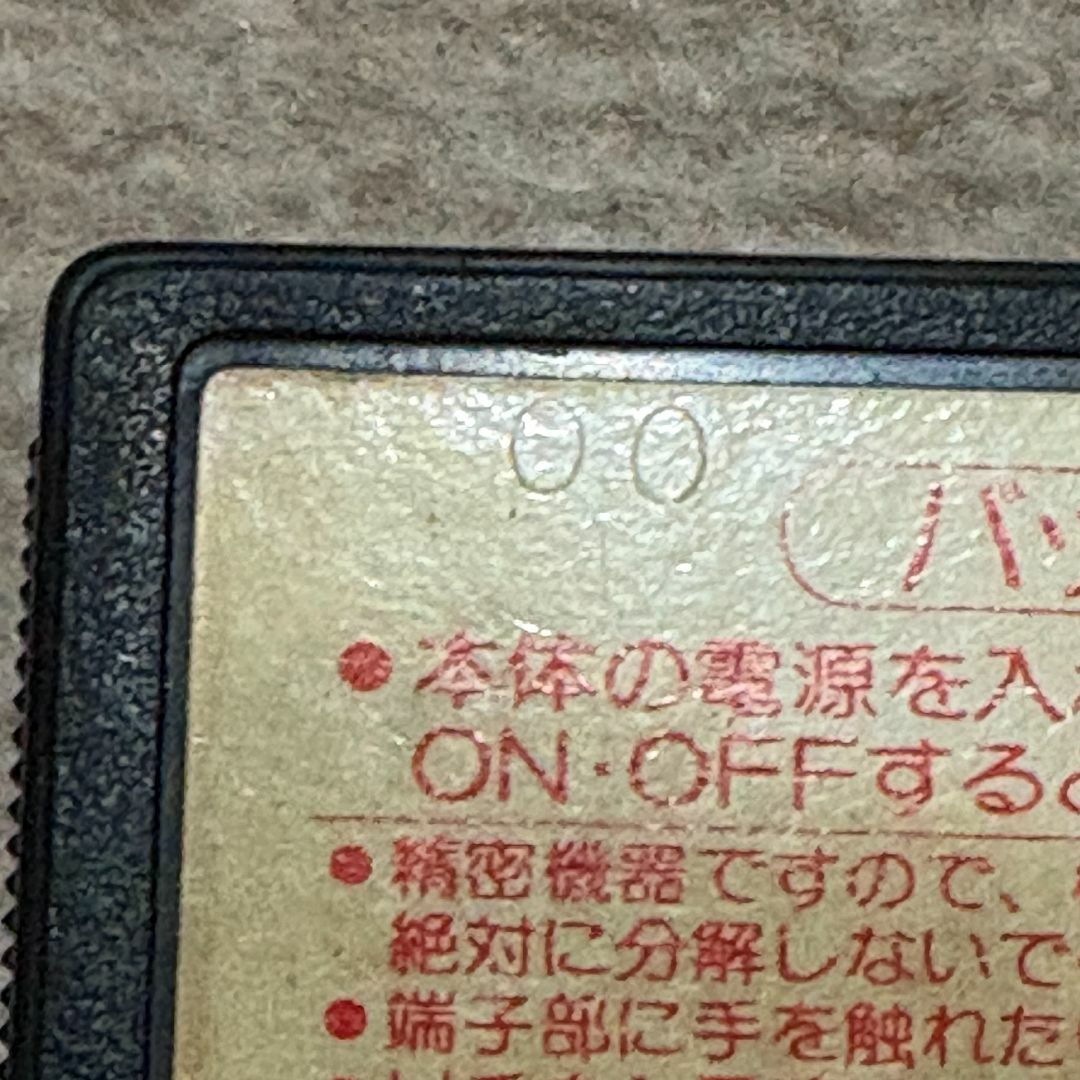 00
バッ
●本体の電源を入れ
ON・OFFする
●精密機器ですので、
絶対に分解しないで
●端子部に手を触れた